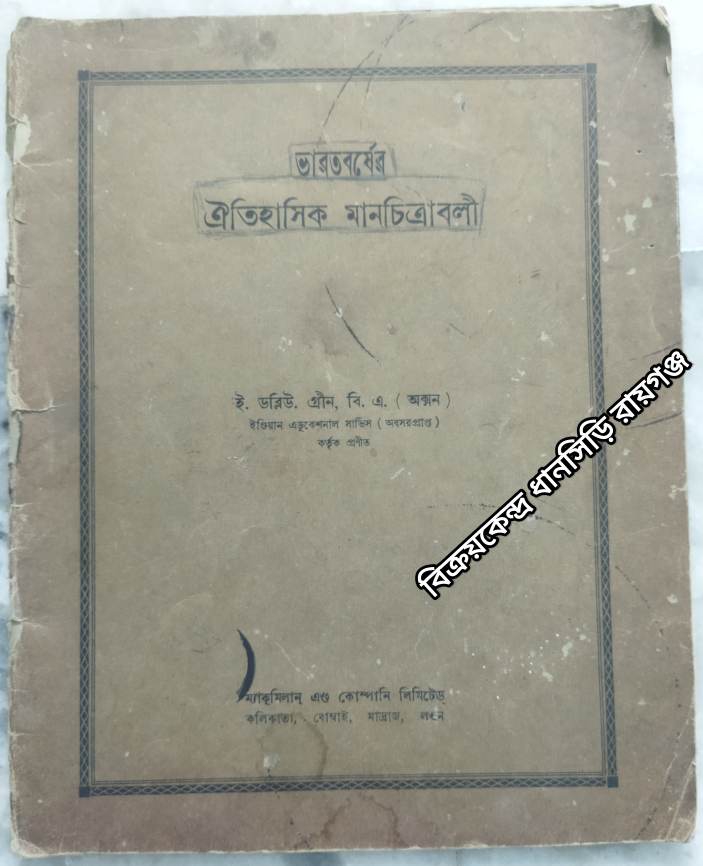 ভারতবর্ষের
ঐতিহাসিক মানচিত্রাবলী
ই. ডব্লিউ. গ্রীন, বি. এ. ( অক্সন )
ইণ্ডিয়ান এডুকেশনাল সার্ভিস ( অবসরপ্রাপ্ত )
কর্তৃক প্রণীত
বিক্রয়কেন্দ্র ধানসিড়ি রায়গঞ্জ
ম্যাক্‌মিলান্ এণ্ড কোম্পানি লিমিটেড্
কলিকাতা, বোম্বাই, মাদ্রাজ, লণ্ডন